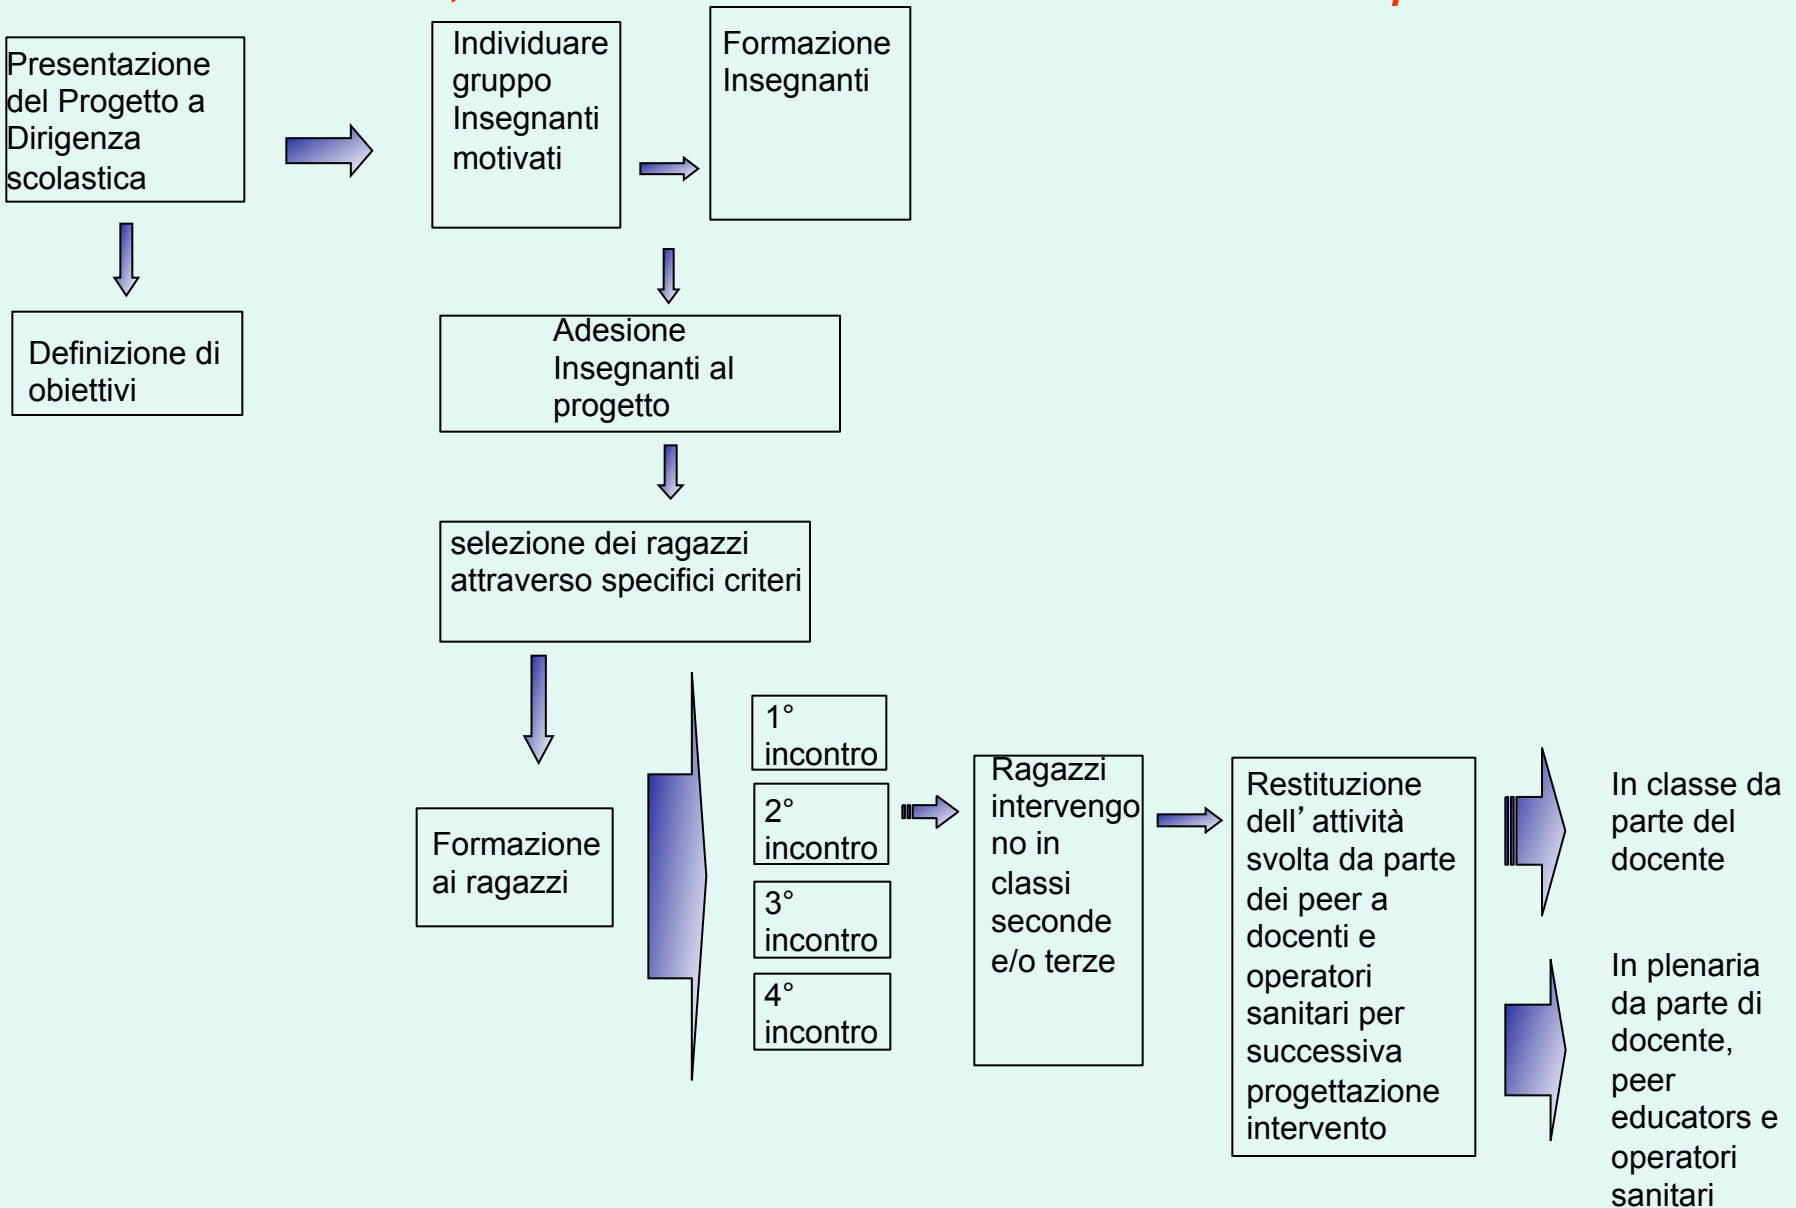 Presentazione
del Progetto a
Dirigenza
scolastica
Individuare
gruppo
Insegnanti
motivati
Formazione
Insegnanti
Definizione di
obiettivi
Adesione
Insegnanti al
progetto
selezione dei ragazzi
attraverso specifici criteri
Formazione
ai ragazzi
1°
incontro
2°
incontro
3°
incontro
4°
incontro
Ragazzi
intervengo
no in
classi
seconde
e/o terze
Restituzione
dell’ attività
svolta da parte
dei peer a
docenti e
operatori
sanitari per
successiva
progettazione
intervento
In classe da
parte del
docente
In plenaria
da parte di
docente,
peer
educators e
operatori
sanitari